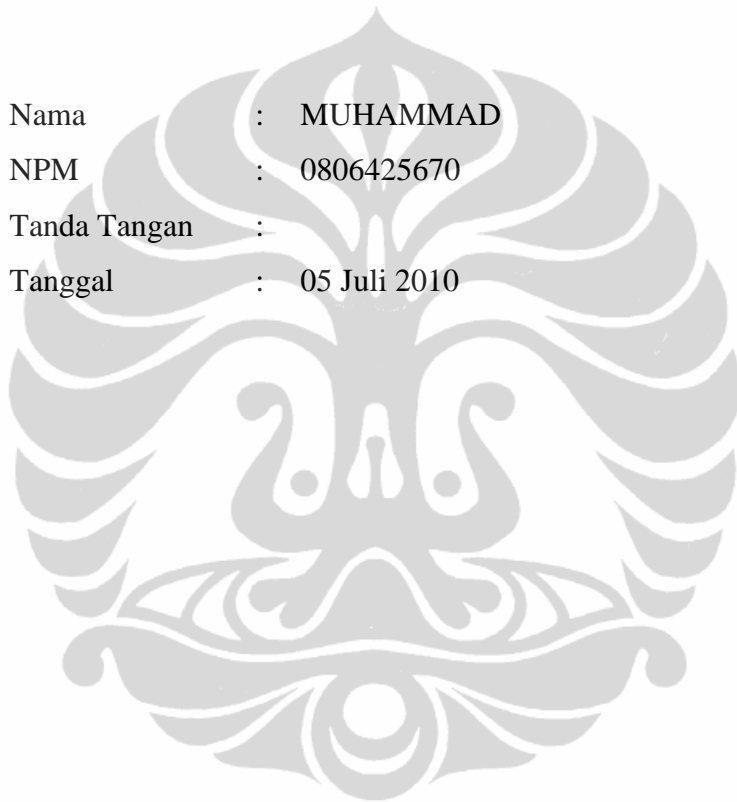 Nama : MUHAMMAD
NPM : 0806425670
Tanda Tangan :
Tanggal : 05 Juli 2010